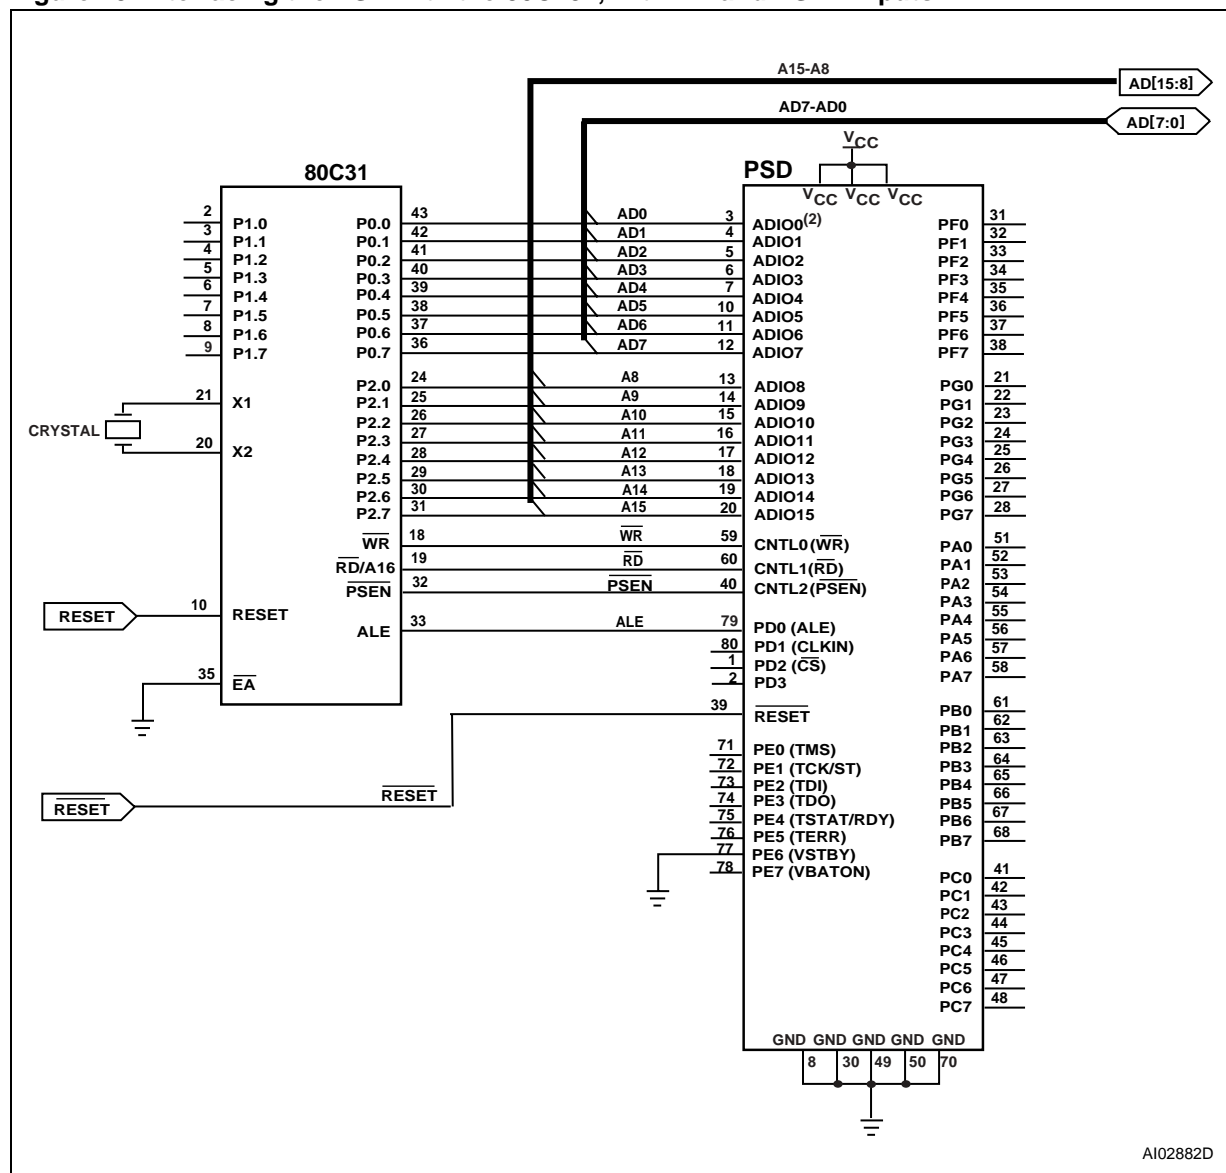 A15-A8
AD[15:8]
AD7-AD0
AD[7:0]
VCC
80C31
PSD
VCC VCC VCC
2 P1.0
3 P1.1
4 P1.2
5 P1.3
6 P1.4
7 P1.5
8 P1.6
9 P1.7
21 X1
CRYSTAL
20 X2
10 RESET
RESET
35 EA
RESET
RESET
P0.0 43 AD0 3 ADIO0(2)
P0.1 42 AD1 4 ADIO1
P0.2 41 AD2 5 ADIO2
P0.3 40 AD3 6 ADIO3
P0.4 39 AD4 7 ADIO4
P0.5 38 AD5 10 ADIO5
P0.6 37 AD6 11 ADIO6
P0.7 36 AD7 12 ADIO7
P2.0 24 A8 13 ADIO8
P2.1 25 A9 14 ADIO9
P2.2 26 A10 15 ADIO10
P2.3 27 A11 16 ADIO11
P2.4 28 A12 17 ADIO12
P2.5 29 A13 18 ADIO13
P2.6 30 A14 19 ADIO14
P2.7 31 A15 20 ADIO15
WR 18 WR 59 CNTL0(WR)
RD/A16 19 RD 60 CNTL1(RD)
PSEN 32 PSEN 40 CNTL2(PSEN)
ALE 33 ALE 79 PD0 (ALE)
80 PD1 (CLKIN)
1 PD2 (CS)
2 PD3
39 RESET
71 PE0 (TMS)
72 PE1 (TCK/ST)
73 PE2 (TDI)
74 PE3 (TDO)
75 PE4 (TSTAT/RDY)
76 PE5 (TERR)
77 PE6 (VSTBY)
78 PE7 (VBATON)
PF0 31
PF1 32
PF2 33
PF3 34
PF4 35
PF5 36
PF6 37
PF7 38
PG0 21
PG1 22
PG2 23
PG3 24
PG4 25
PG5 26
PG6 27
PG7 28
PA0 51
PA1 52
PA2 53
PA3 54
PA4 55
PA5 56
PA6 57
PA7 58
PB0 61
PB1 62
PB2 63
PB3 64
PB4 65
PB5 66
PB6 67
PB7 68
PC0 41
PC1 42
PC2 43
PC3 44
PC4 45
PC5 46
PC6 47
PC7 48
GND GND GND GND GND
8 30 49 50 70
AI02882D